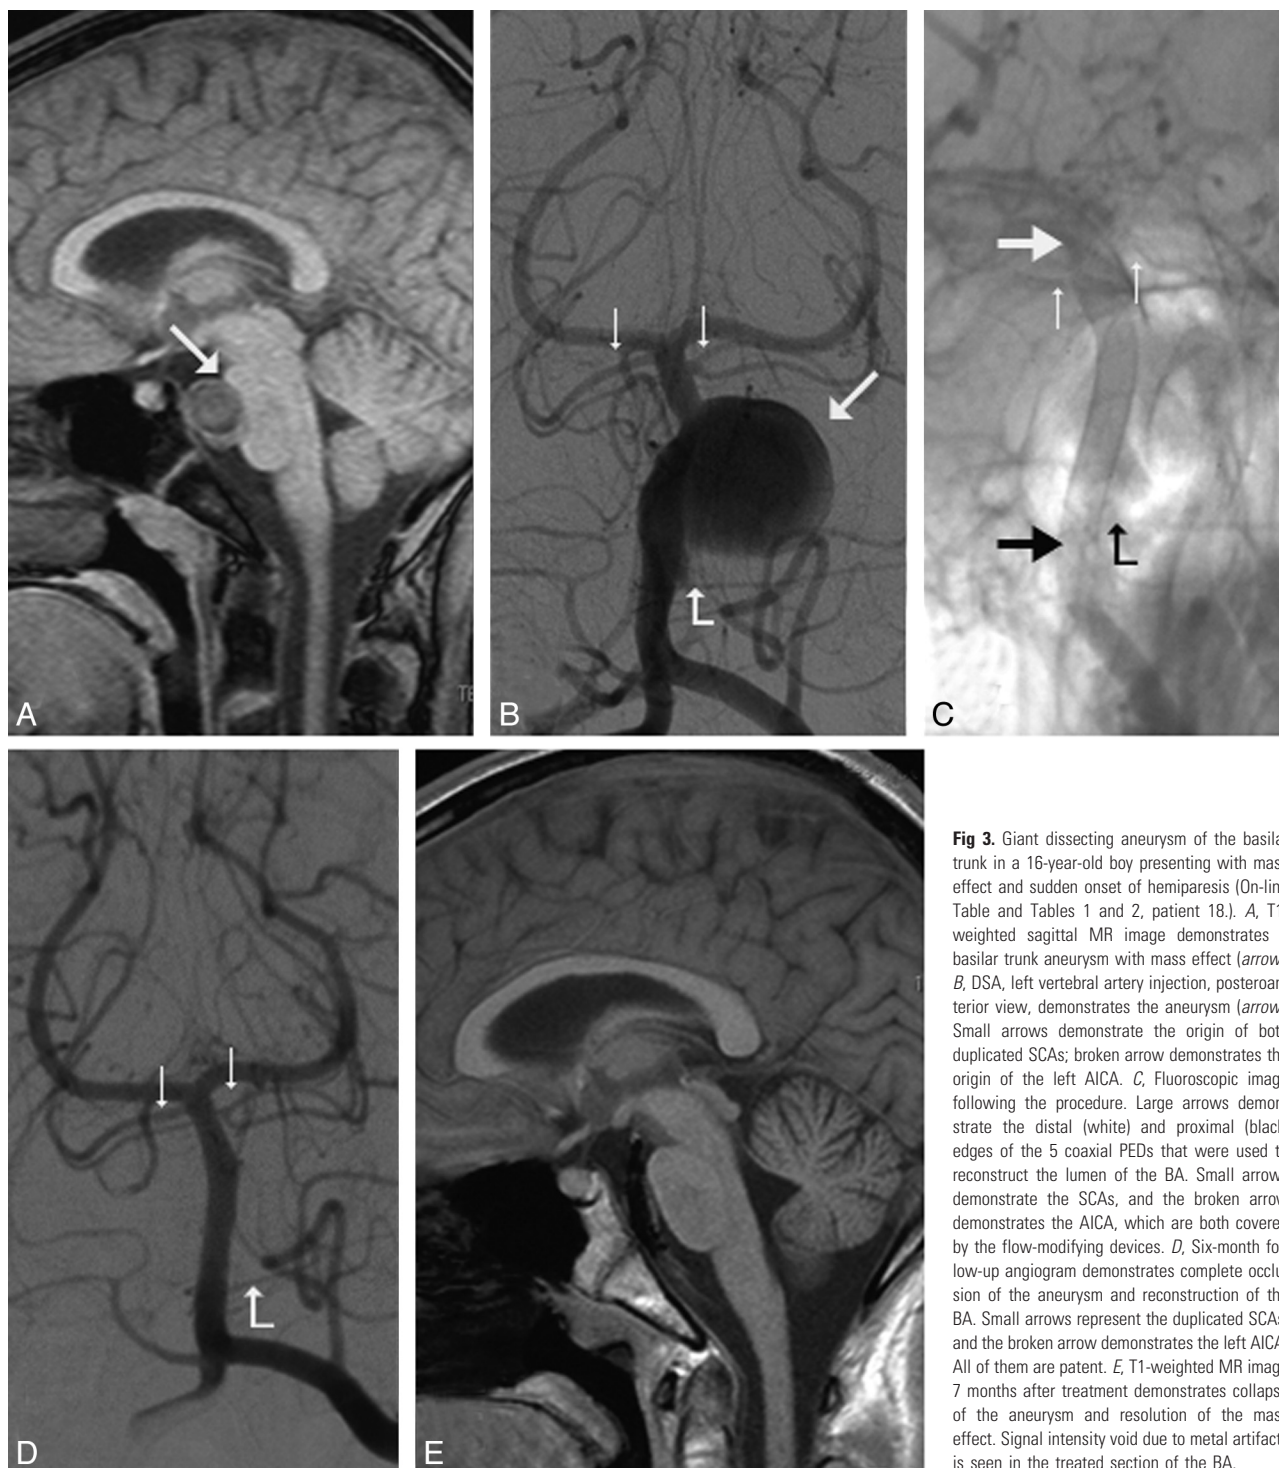 A
TE
B
C
D
E
Fig 3. Giant dissecting aneurysm of the basila
trunk in a 16-year-old boy presenting with mas
effect and sudden onset of hemiparesis (On-lin
Table and Tables 1 and 2, patient 18.). A, T1
weighted sagittal MR image demonstrates
basilar trunk aneurysm with mass effect (arrow
B, DSA, left vertebral artery injection, posteroan
terior view, demonstrates the aneurysm (arrow
Small arrows demonstrate the origin of bot
duplicated SCAs; broken arrow demonstrates th
origin of the left AICA. C, Fluoroscopic imag
following the procedure. Large arrows demon
strate the distal (white) and proximal (black
edges of the 5 coaxial PEDs that were used t
reconstruct the lumen of the BA. Small arrow
demonstrate the SCAs, and the broken arrow
demonstrates the AICA, which are both covere
by the flow-modifying devices. D, Six-month fo
low-up angiogram demonstrates complete occlu
sion of the aneurysm and reconstruction of th
BA. Small arrows represent the duplicated SCAs
and the broken arrow demonstrates the left AICA
All of them are patent. E, T1-weighted MR imag
7 months after treatment demonstrates collaps
of the aneurysm and resolution of the mas
effect. Signal intensity void due to metal artifact
is seen in the treated section of the BA.